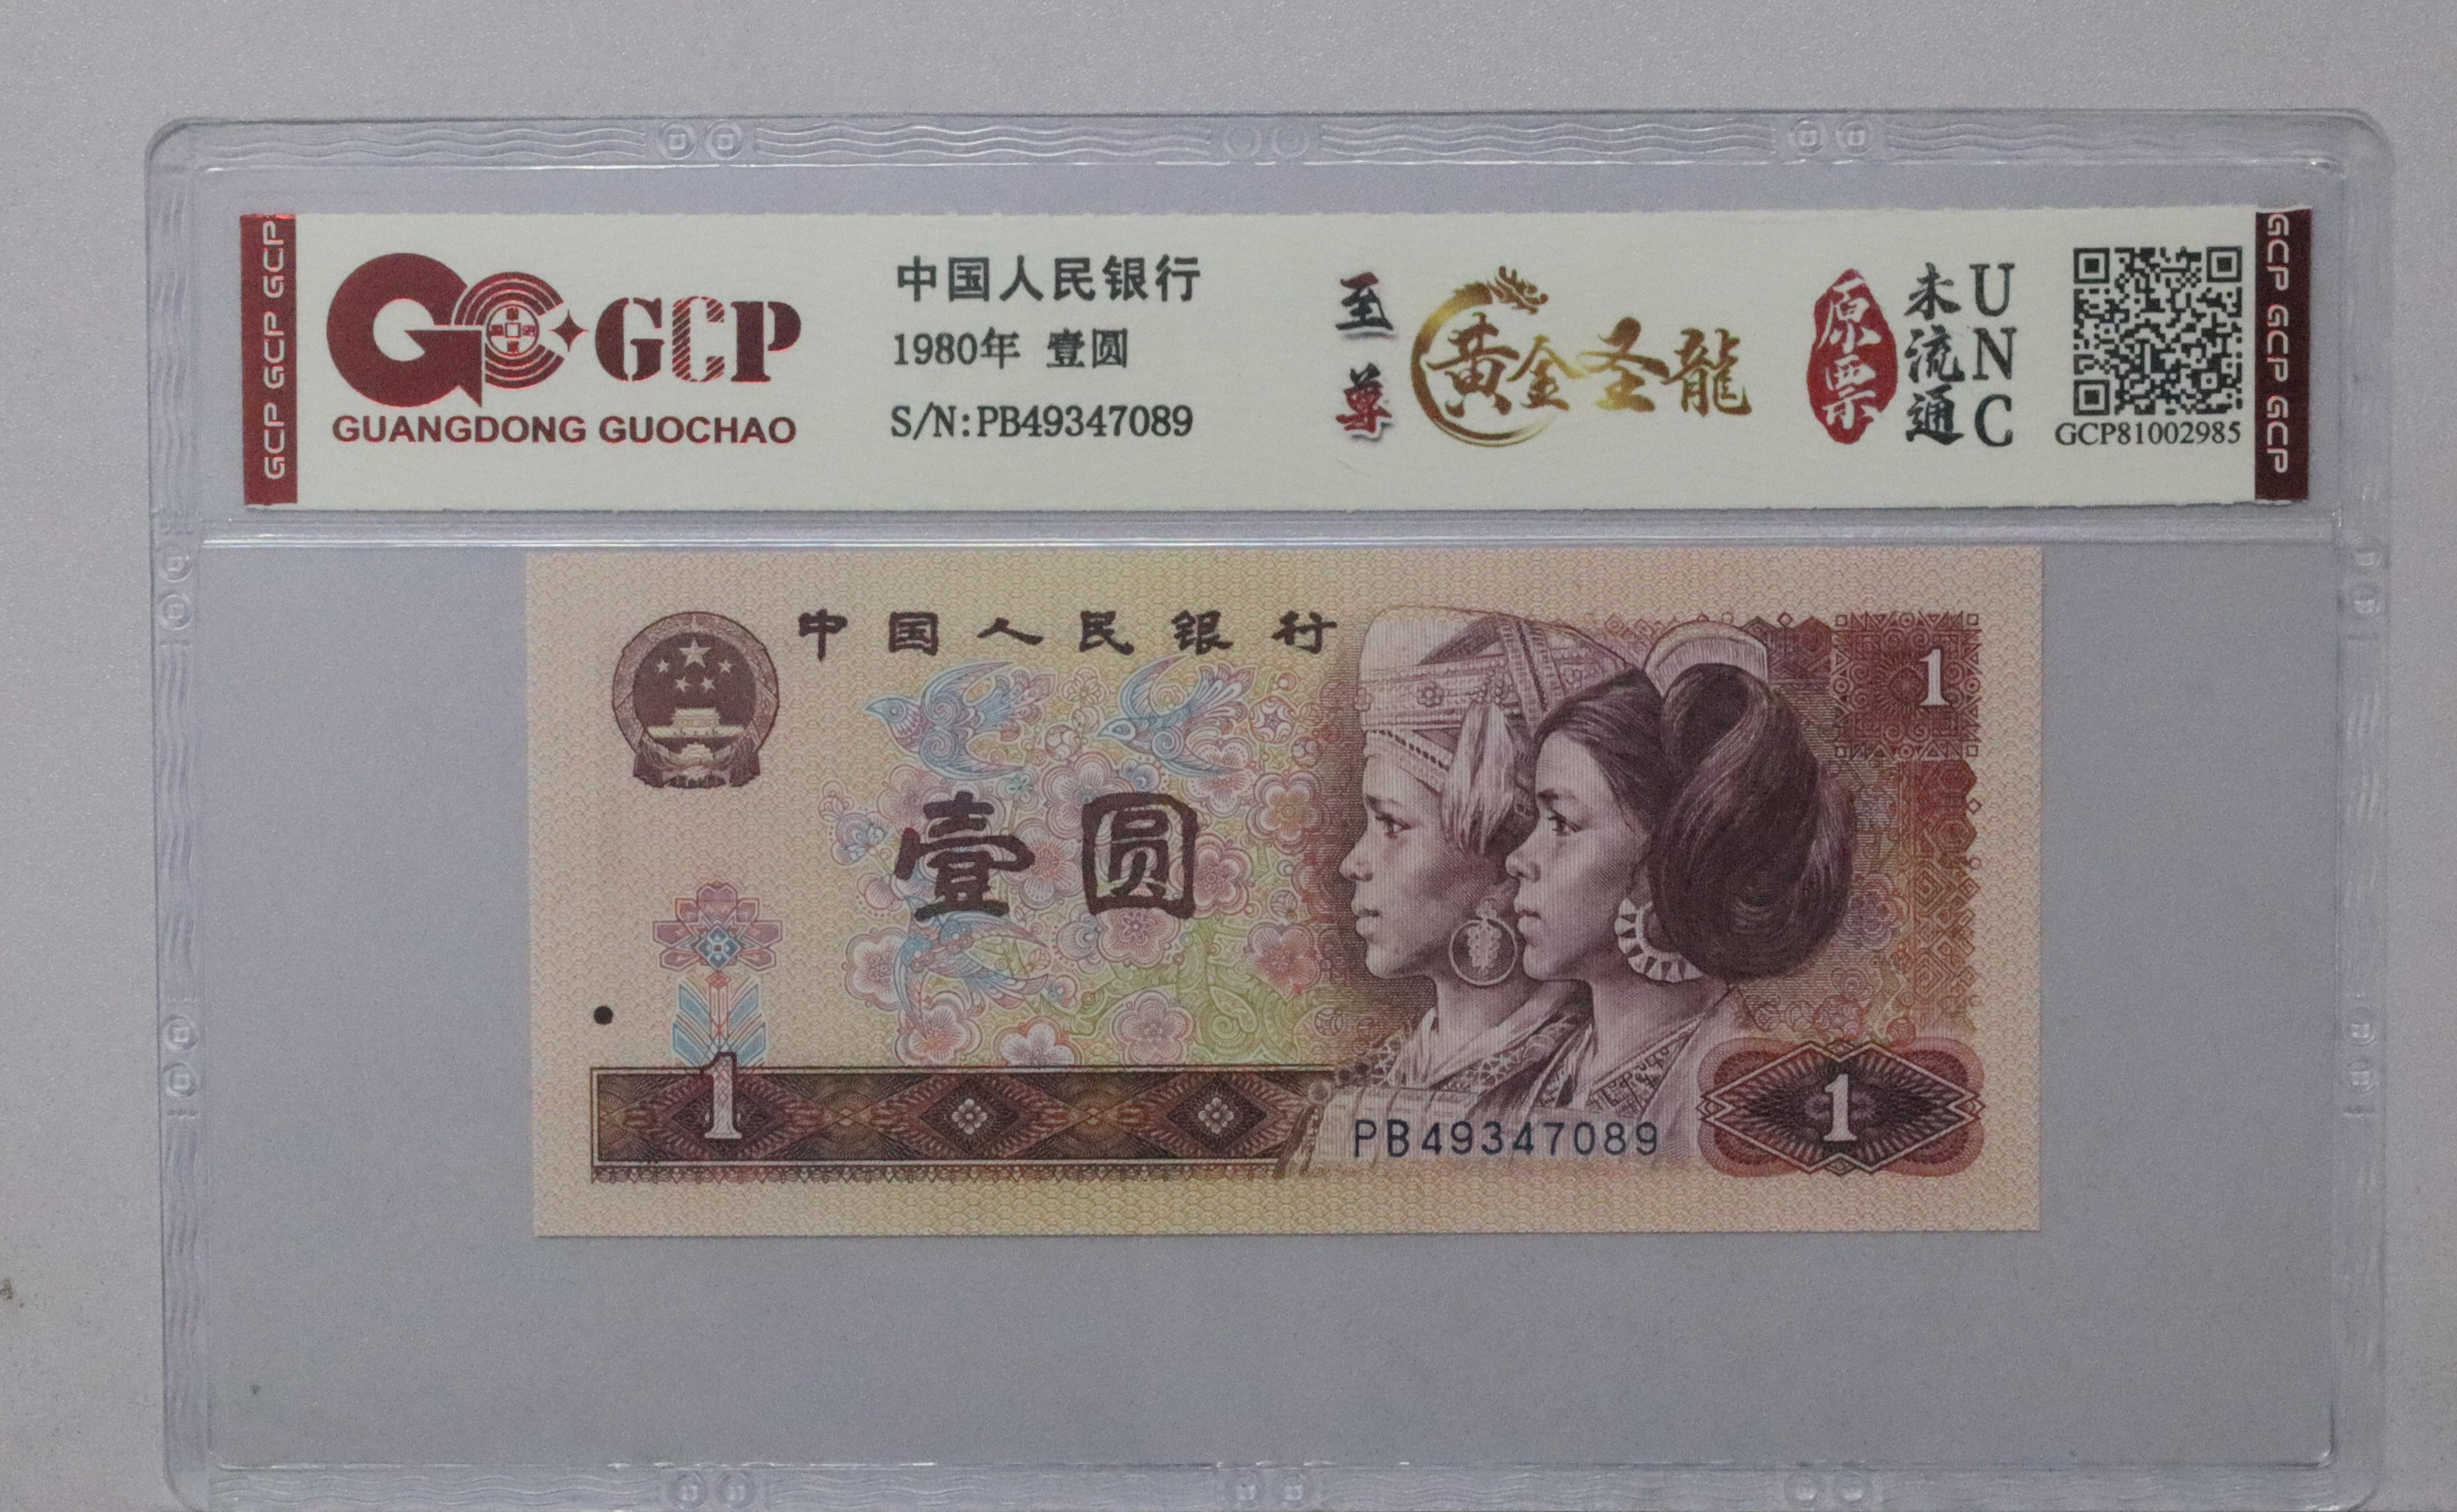 GCP GCP GCP
GCP
GUANGDONG GUOCHAO
中国人民银行
1980年 壹圆
S/N:PB49347089
至尊
黄金圣龍
原票
未流通
UNC
GCP81002985
GCP GCP GCP
中国人民银行
1
壹圆
1
PB49347089
1